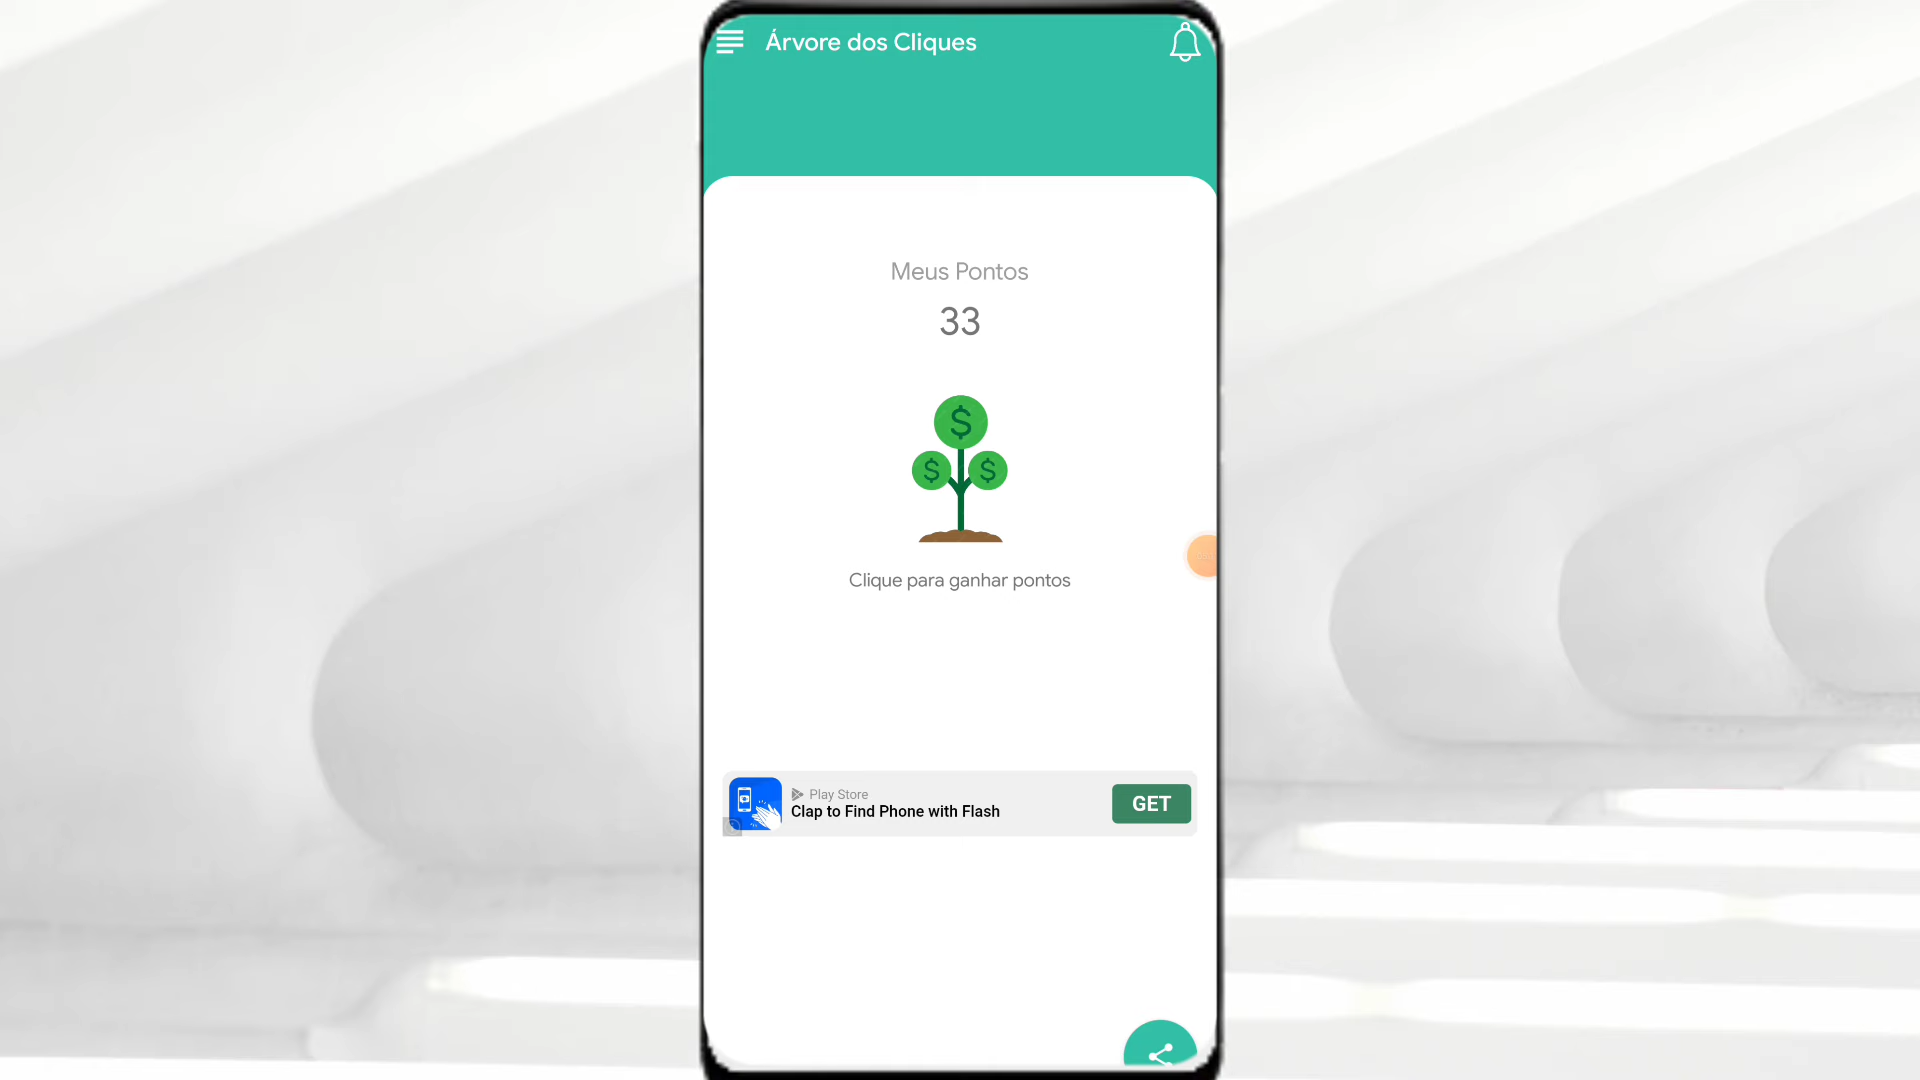 Árvore dos Cliques
Meus Pontos
33
$
$ $
Clique para ganhar pontos
Play Store
Clap to Find Phone with Flash
GET